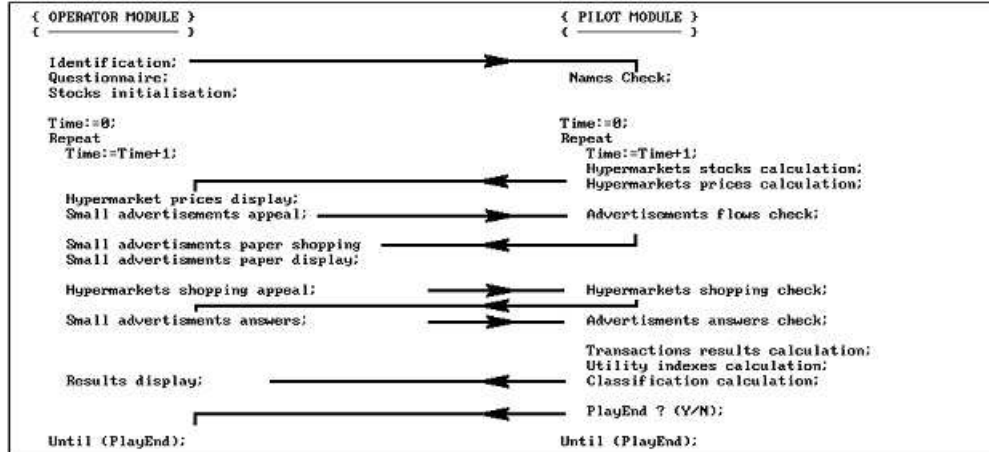 { OPERATOR MODULE }
{ ——————— }
Identification;
Questionnaire;
Stocks initialisation;
Time:=0;
Repeat
Time:=Time+1;
Hypermarket prices display;
Small advertisements appeal;
Small advertisments paper shopping
Small advertisments paper display;
Hypermarkets shopping appeal;
Small advertisments answers;
Results display;
Until (PlayEnd);
{ PILOT MODULE }
{ ——————— }
Names Check;
Time:=0;
Repeat
Time:=Time+1;
Hypermarkets stocks calculation;
Hypermarkets prices calculation;
Advertisements flows check;
Hypermarkets shopping check;
Advertisments answers check;
Transactions results calculation;
Utility indexes calculation;
Classification calculation;
PlayEnd ? (Y/N);
Until (PlayEnd);